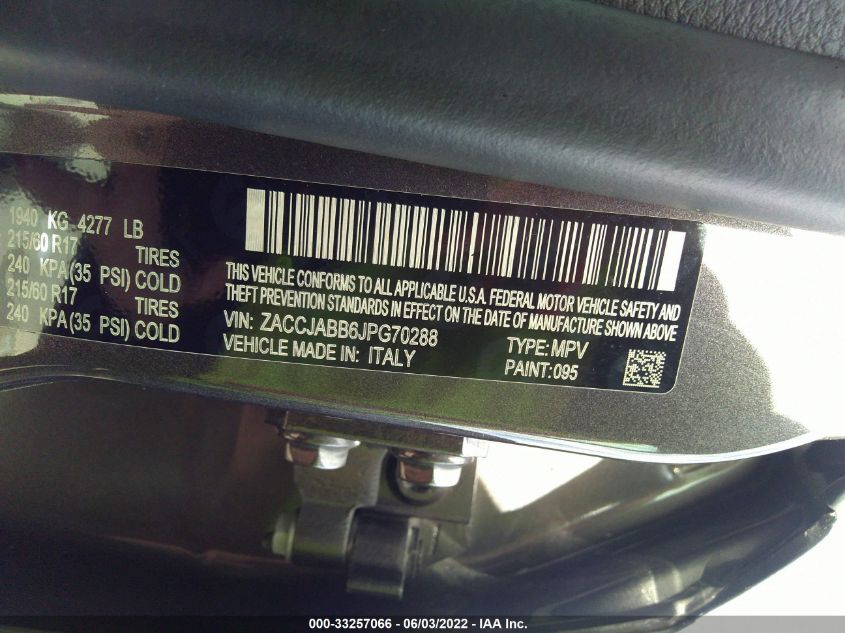 1940 KG 4277 LB
215/60 R17 TIRES
240 KPA(35 PSI) COLD
215/60 R17 TIRES
240 KPA(35 PSI) COLD
THIS VEHICLE CONFORMS TO ALL APPLICABLE U.S.A. FEDERAL MOTOR VEHICLE SAFETY AND
THEFT PREVENTION STANDARDS IN EFFECT ON THE DATE OF MANUFACTURE SHOWN ABOVE
VIN: ZACCJABB6JPG70288 TYPE: MPV
VEHICLE MADE IN: ITALY PAINT: 095
000-33257066 - 06/03/2022 - IAA Inc.